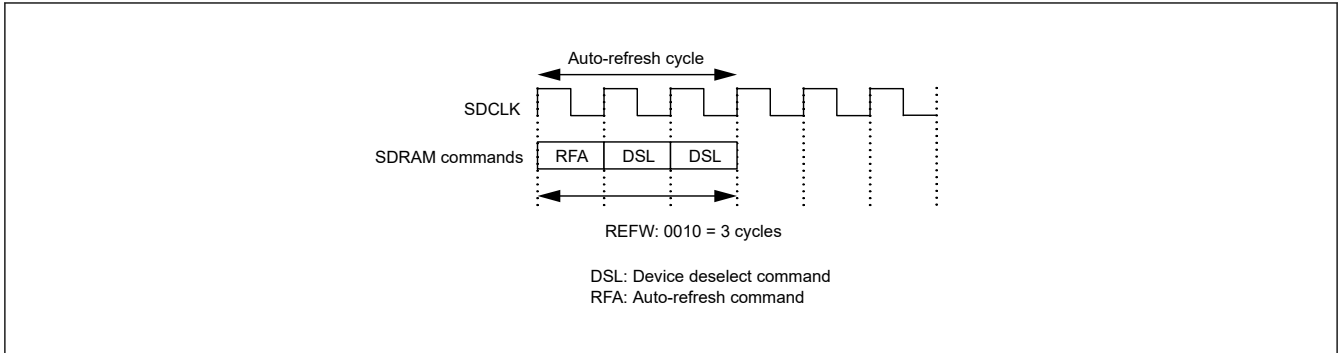 Auto-refresh cycle
SDCLK
SDRAM commands RFA DSL DSL
REFW: 0010 = 3 cycles
DSL: Device deselect command
RFA: Auto-refresh command